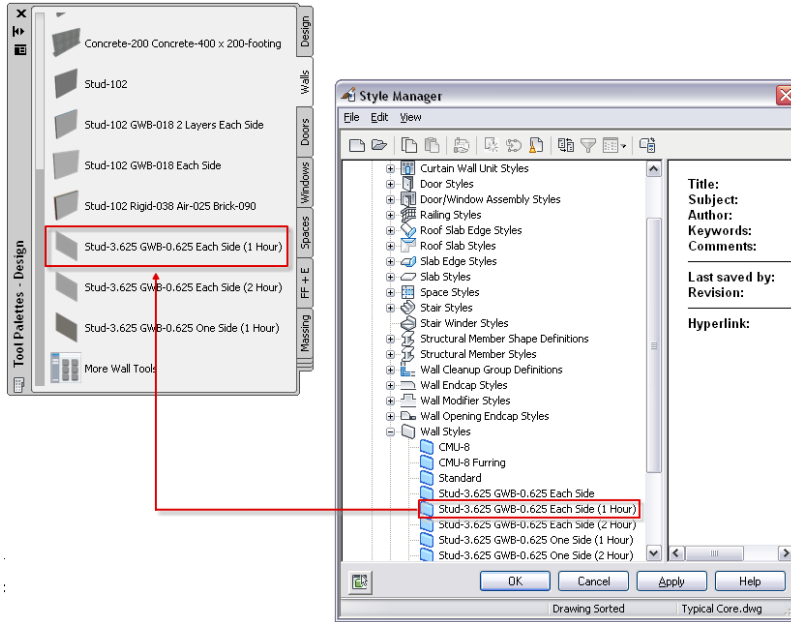 Concrete-200 Concrete-400 x 200-footing
Stud-102
Stud-102 GWB-018 2 Layers Each Side
Stud-102 GWB-018 Each Side
Stud-102 Rigid-038 Air-025 Brick-090
Stud-3.625 GWB-0.625 Each Side (1 Hour)
Stud-3.625 GWB-0.625 Each Side (2 Hour)
Stud-3.625 GWB-0.625 One Side (1 Hour)
More Wall Tools
Tool Palettes - Design
Design
Walls
Doors
Windows
Spaces
FF + E
Massing
Style Manager
File Edit View
Curtain Wall Unit Styles
Door Styles
Door/Window Assembly Styles
Railing Styles
Roof Slab Edge Styles
Roof Slab Styles
Slab Edge Styles
Slab Styles
Space Styles
Stair Styles
Stair Winder Styles
Structural Member Shape Definitions
Structural Member Styles
Wall Cleanup Group Definitions
Wall Endcap Styles
Wall Modifier Styles
Wall Opening Endcap Styles
Wall Styles
CMU-8
CMU-8 Furring
Standard
Stud-3.625 GWB-0.625 Each Side
Stud-3.625 GWB-0.625 Each Side (1 Hour)
Stud-3.625 GWB-0.625 Each Side (2 Hour)
Stud-3.625 GWB-0.625 One Side (1 Hour)
Stud-3.625 GWB-0.625 One Side (2 Hour)
Title:
Subject:
Author:
Keywords:
Comments:
Last saved by:
Revision:
Hyperlink:
OK Cancel Apply Help
Drawing Sorted Typical Core.dwg